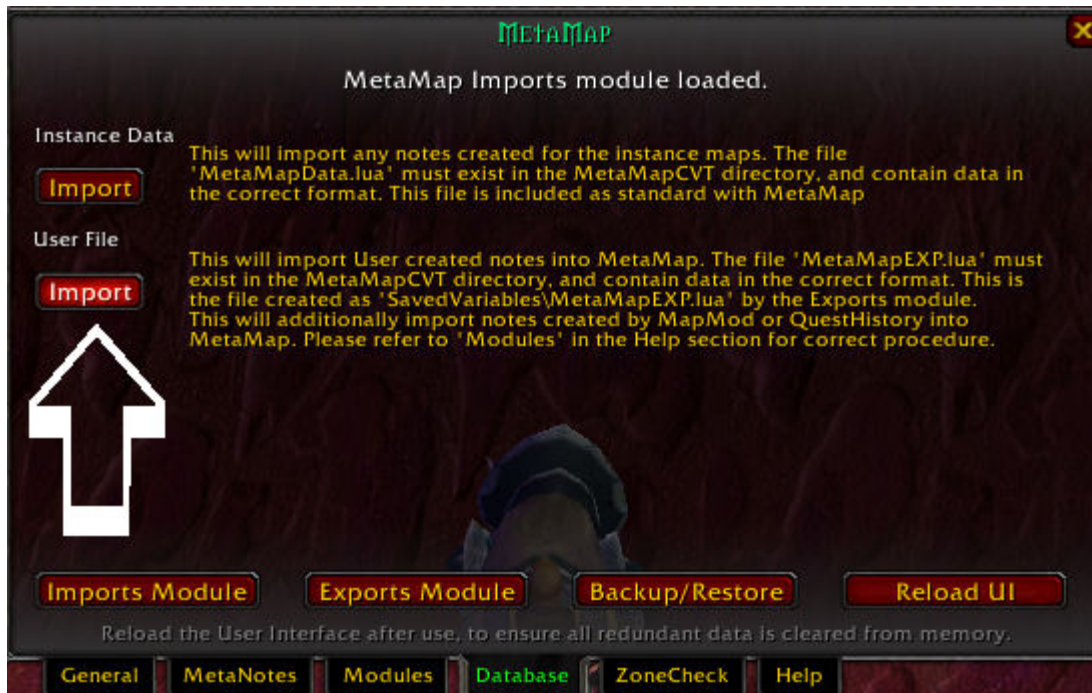 MetaMap
MetaMap Imports module loaded.
Instance Data
This will import any notes created for the instance maps. The file
'MetaMapData.lua' must exist in the MetaMapCVT directory, and contain data in
the correct format. This file is included as standard with MetaMap
Import
User File
This will import User created notes into MetaMap. The file 'MetaMapEXP.lua' must
exist in the MetaMapCVT directory, and contain data in the correct format. This is
the file created as 'SavedVariables\MetaMapEXP.lua' by the Exports module.
This will additionally import notes created by MapMod or QuestHistory into
MetaMap. Please refer to 'Modules' in the Help section for correct procedure.
Import
Imports Module Exports Module Backup/Restore Reload UI
Reload the User Interface after use, to ensure all redundant data is cleared from memory.
General MetaNotes Modules Database ZoneCheck Help